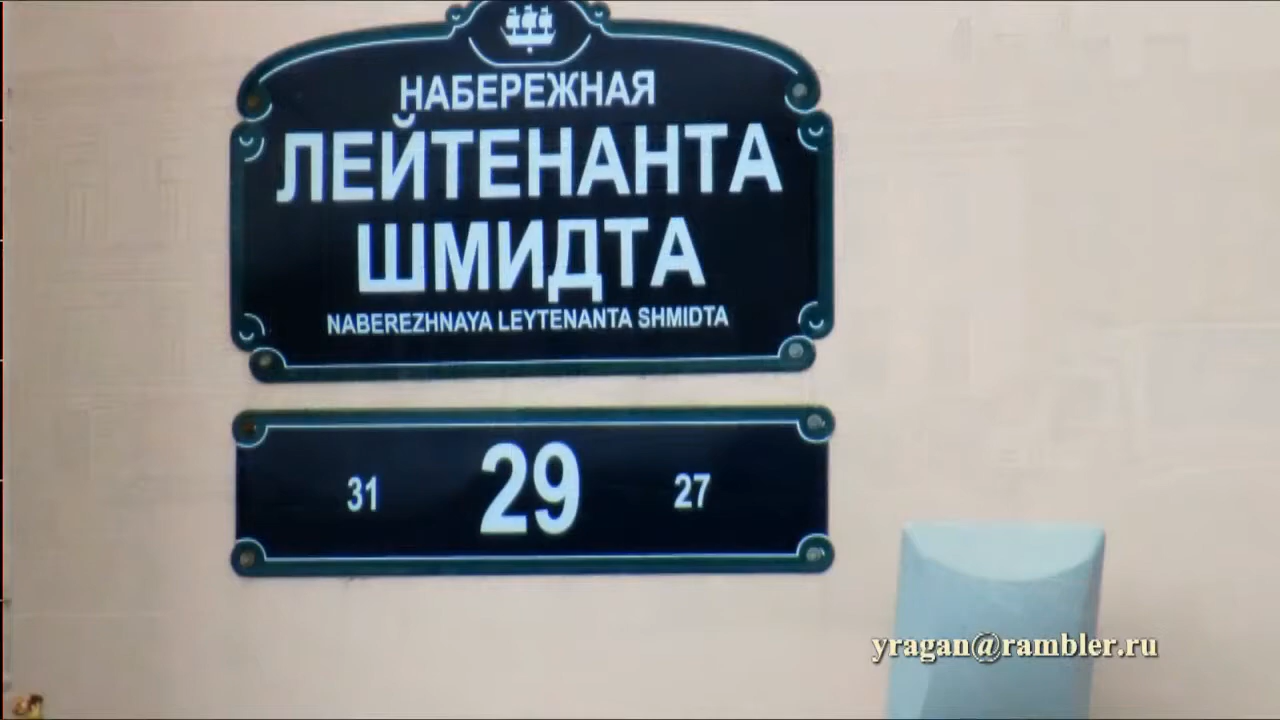 НАБЕРЕЖНАЯ
ЛЕЙТЕНАНТА
ШМИДТА
NABEREZHNAYA LEYTENANTA SHMIDTA
31 29 27
yragan@rambler.ru